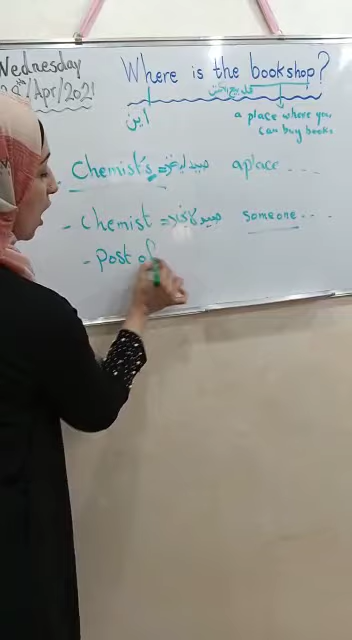 Wednesday
/Apr/2021
Where is the bookshop?
أين
a place where you
can buy books
Chemist's = a place ....
- Chemist = someone ....
- Post of